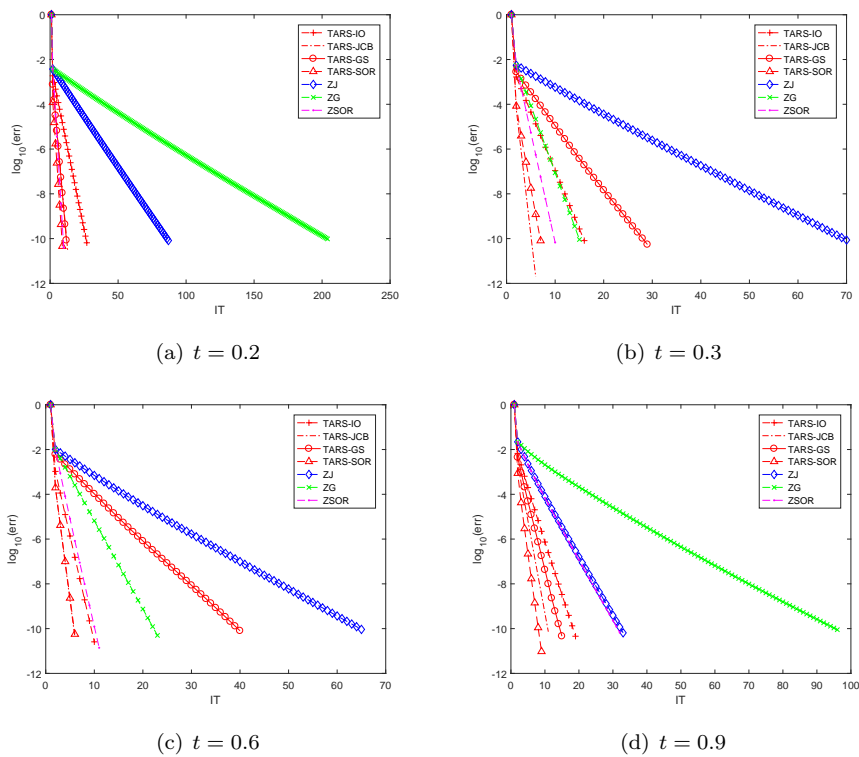 0
-2
-4
-6
-8
-10
-12
log10(err)
0
50
100
150
200
250
IT
TARS-IO
TARS-JCB
TARS-GS
TARS-SOR
ZJ
ZG
ZSOR
(a) t = 0.2
0
-2
-4
-6
-8
-10
-12
log10(err)
0
10
20
30
40
50
60
70
IT
TARS-IO
TARS-JCB
TARS-GS
TARS-SOR
ZJ
ZG
ZSOR
(b) t = 0.3
0
-2
-4
-6
-8
-10
-12
log10(err)
0
10
20
30
40
50
60
70
IT
TARS-IO
TARS-JCB
TARS-GS
TARS-SOR
ZJ
ZG
ZSOR
(c) t = 0.6
0
-2
-4
-6
-8
-10
-12
log10(err)
0
10
20
30
40
50
60
70
80
90
100
IT
TARS-IO
TARS-JCB
TARS-GS
TARS-SOR
ZJ
ZG
ZSOR
(d) t = 0.9